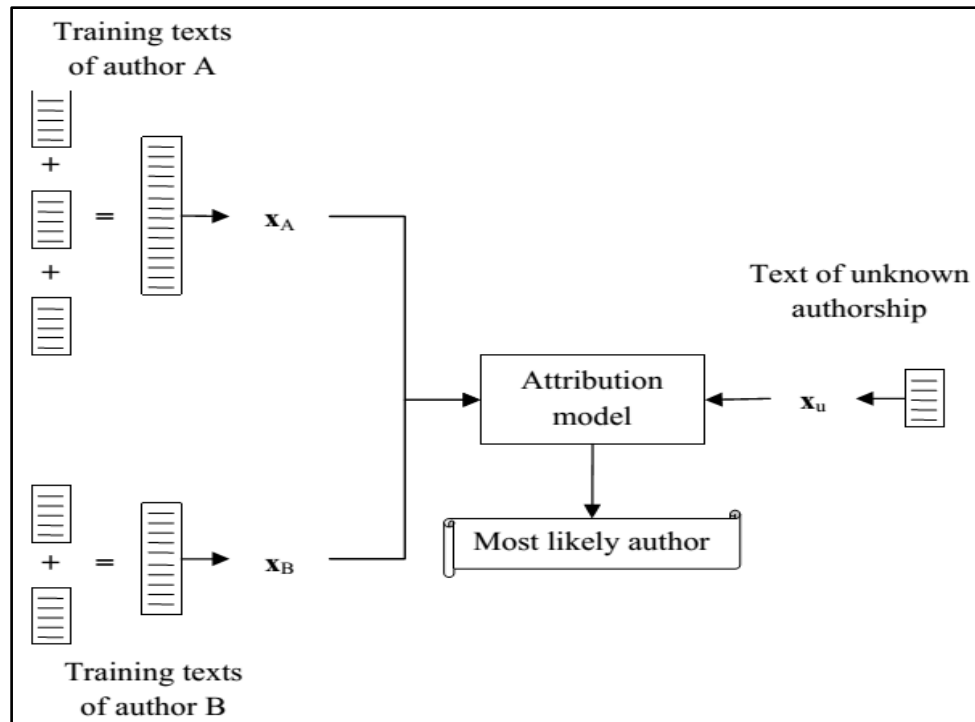 Training texts
of author A
+
= x_A
+
Text of unknown
authorship
Attribution
model
x_u
Most likely author
+ = x_B
Training texts
of author B